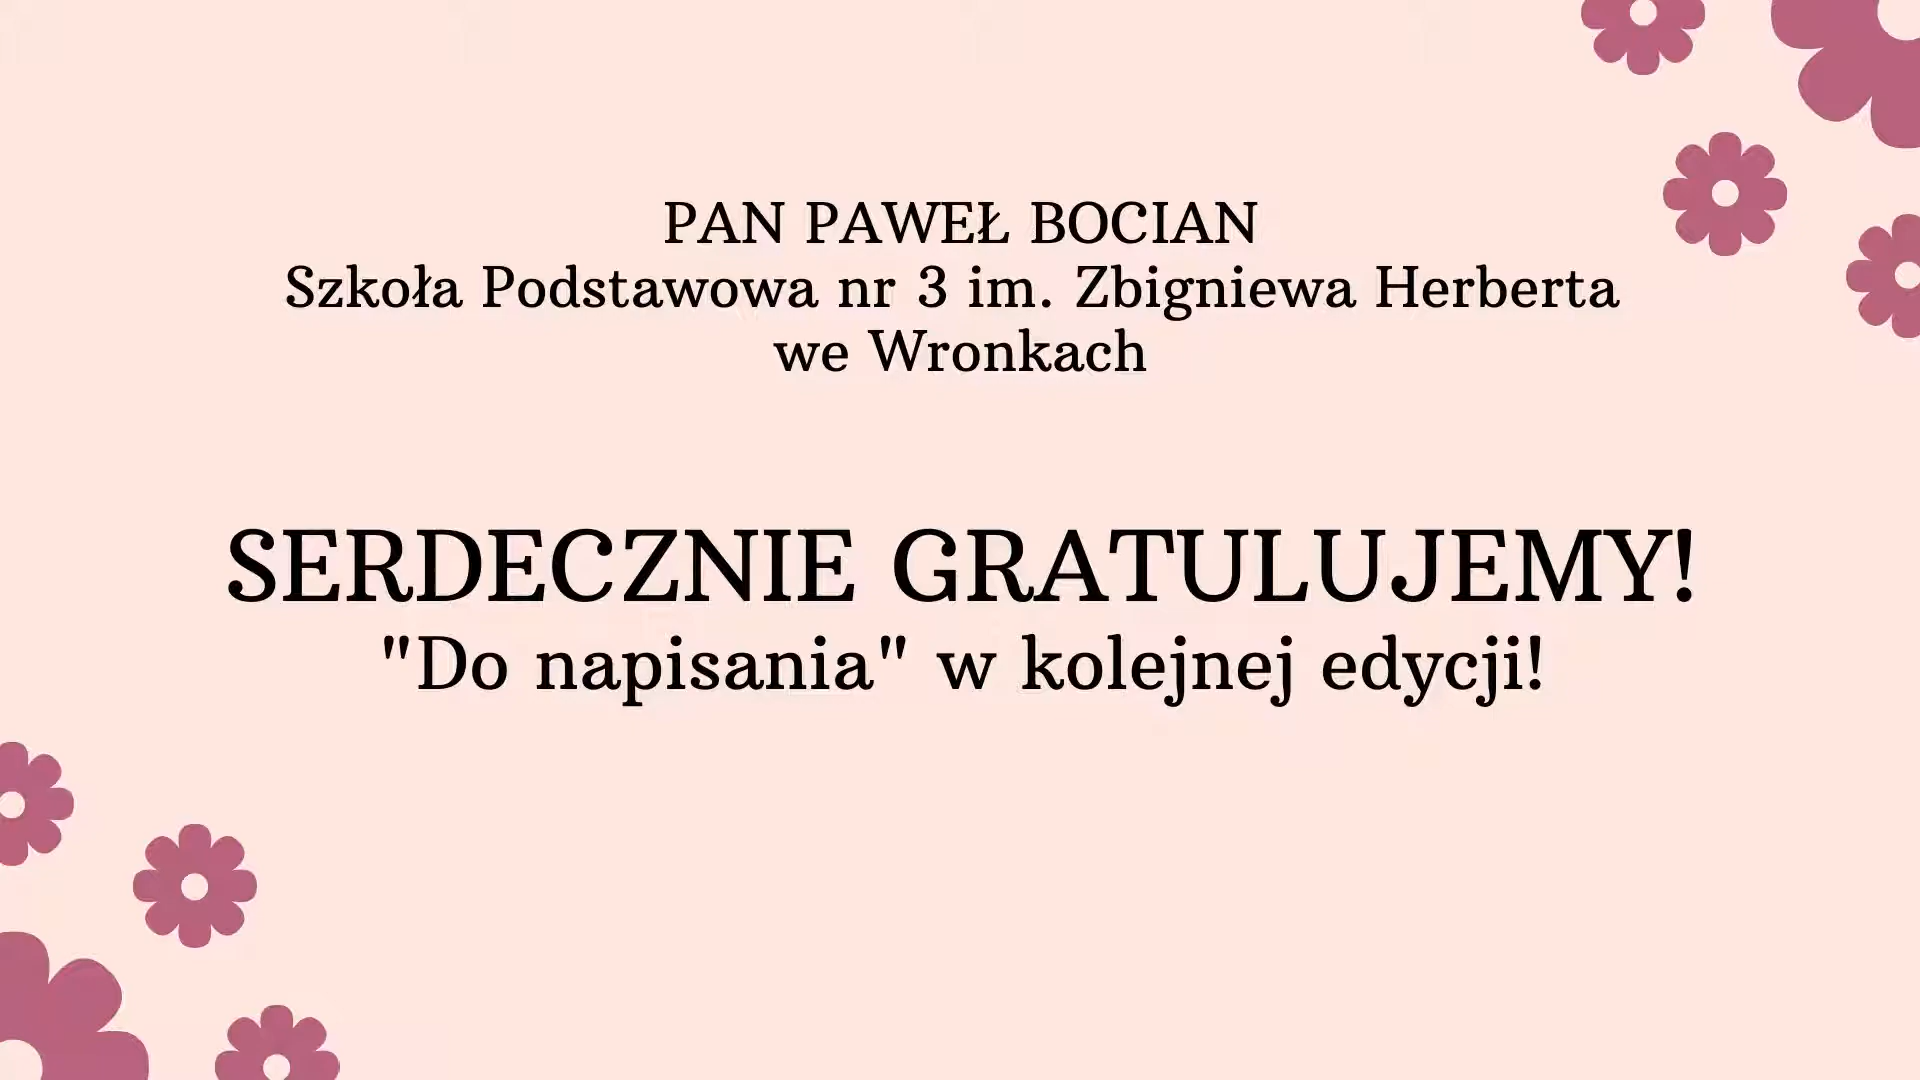 PAN PAWEŁ BOCIAN
Szkoła Podstawowa nr 3 im. Zbigniewa Herberta
we Wronkach
SERDECZNIE GRATULUJEMY!
"Do napisania" w kolejnej edycji!